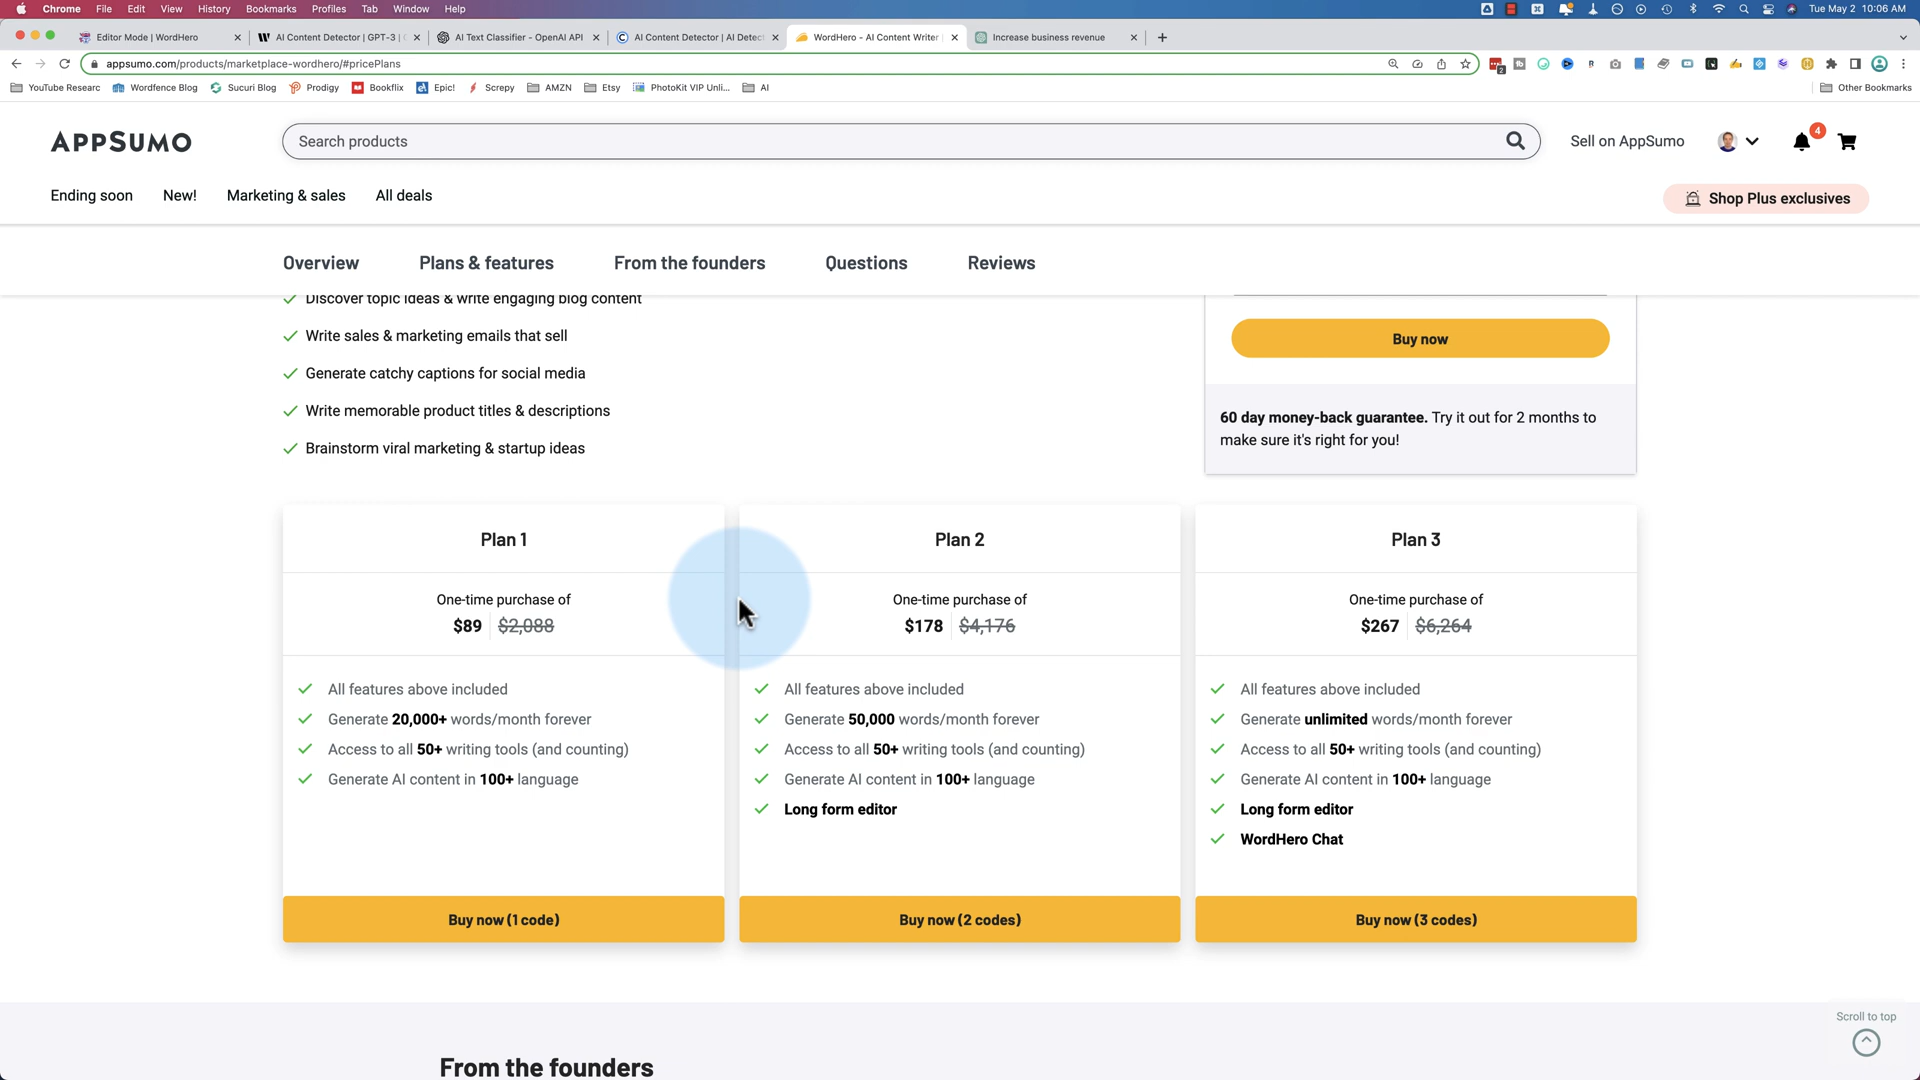 Chrome File Edit View History Bookmarks Profiles Tab Window Help
Tue May 2 10:06 AM
Editor Mode | WordHero
AI Content Detector | GPT-3 |
AI Text Classifier - OpenAI API
AI Content Detector | AI Detect
WordHero - AI Content Writer
Increase business revenue
appsumo.com/products/marketplace-wordhero/#pricePlans
2
YouTube Researc
Wordfence Blog
Sucuri Blog
Prodigy
Bookflix
Epic!
Screpy
AMZN
Etsy
PhotoKit VIP Unli...
AI
Other Bookmarks
APPSUMO
Search products
Sell on AppSumo
4
Ending soon
New!
Marketing & sales
All deals
Shop Plus exclusives
Overview
Plans & features
From the founders
Questions
Reviews
Discover topic ideas & write engaging blog content
Write sales & marketing emails that sell
Generate catchy captions for social media
Write memorable product titles & descriptions
Brainstorm viral marketing & startup ideas
Buy now
60 day money-back guarantee. Try it out for 2 months to
make sure it's right for you!
Plan 1
One-time purchase of
$89 $2,088
All features above included
Generate 20,000+ words/month forever
Access to all 50+ writing tools (and counting)
Generate AI content in 100+ language
Buy now (1 code)
Plan 2
One-time purchase of
$178 $4,176
All features above included
Generate 50,000 words/month forever
Access to all 50+ writing tools (and counting)
Generate AI content in 100+ language
Long form editor
Buy now (2 codes)
Plan 3
One-time purchase of
$267 $6,264
All features above included
Generate unlimited words/month forever
Access to all 50+ writing tools (and counting)
Generate AI content in 100+ language
Long form editor
WordHero Chat
Buy now (3 codes)
Scroll to top
From the founders